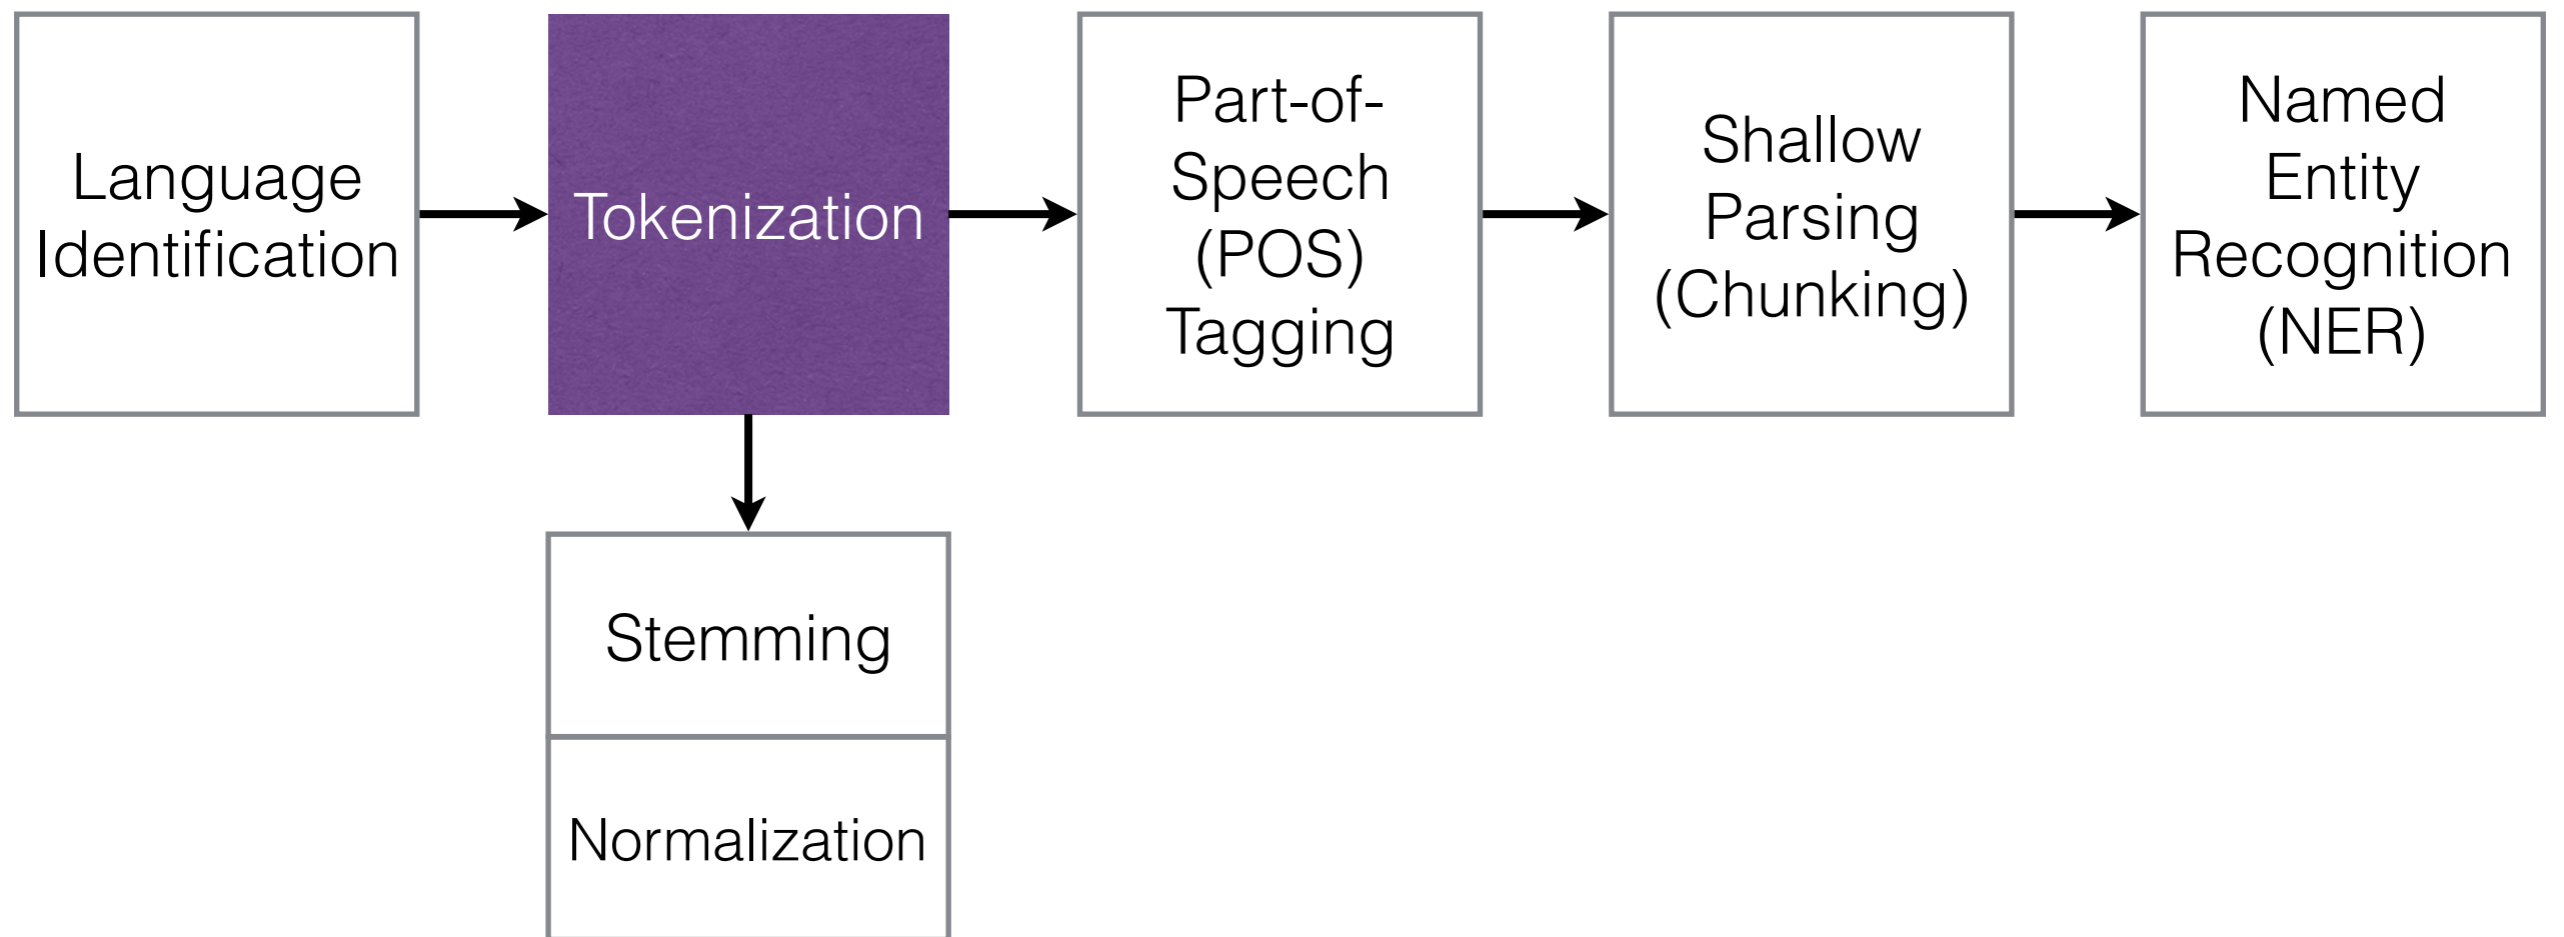 Language
Identification
Tokenization
Part-of-
Speech
(POS)
Tagging
Shallow
Parsing
(Chunking)
Named
Entity
Recognition
(NER)
Stemming
Normalization